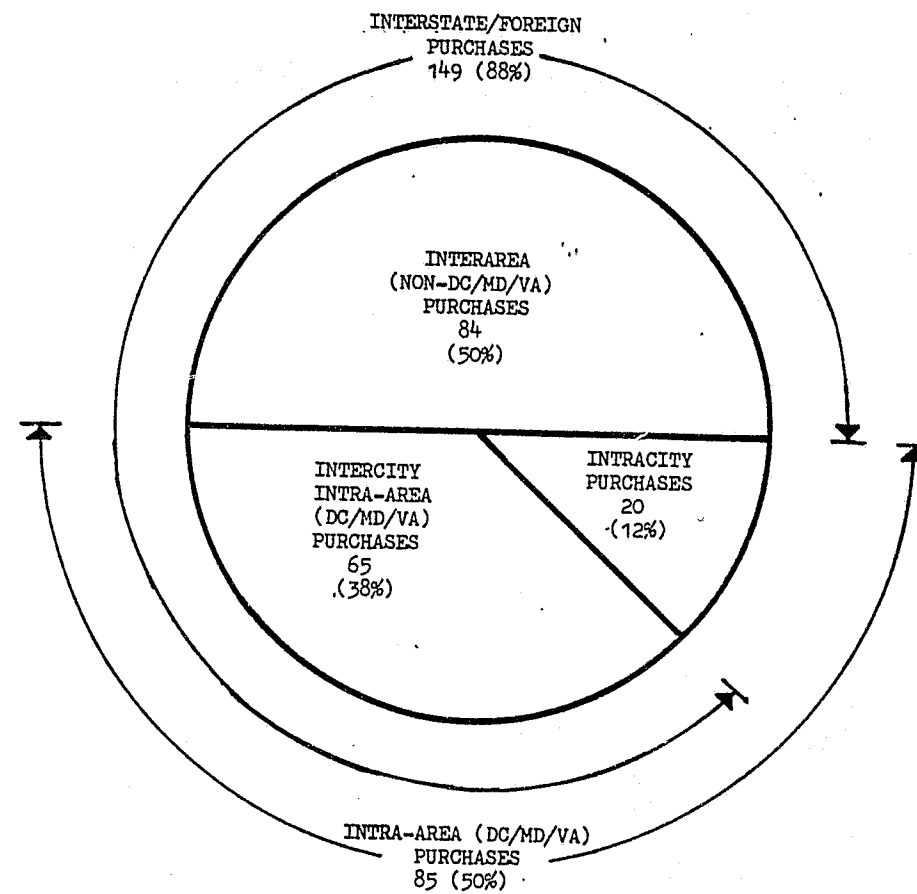 INTERSTATE/FOREIGN
PURCHASES
149 (88%)
INTERAREA
(NON-DC/MD/VA)
PURCHASES
84
(50%)
INTERCITY
INTRA-AREA
(DC/MD/VA)
PURCHASES
65
(38%)
INTRACITY
PURCHASES
20
(12%)
INTRA-AREA (DC/MD/VA)
PURCHASES
85 (50%)